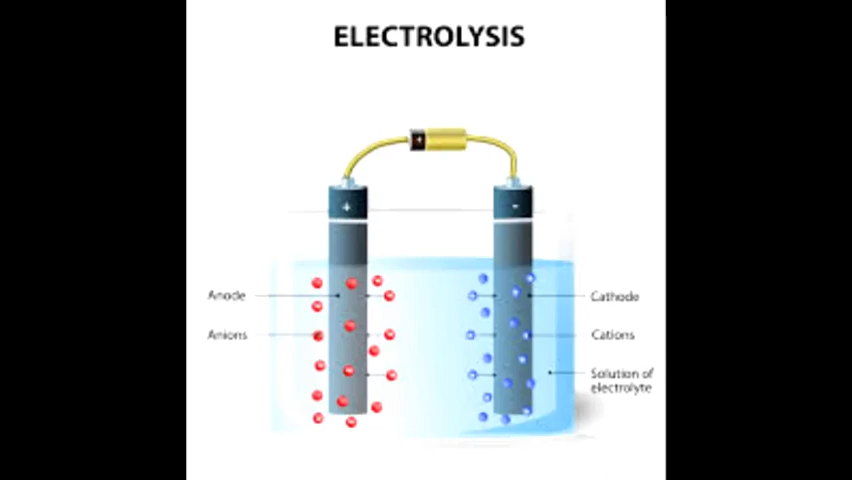 ELECTROLYSIS
+
+
-
Anode
Cathode
Anions
Cations
Solution of
electrolyte